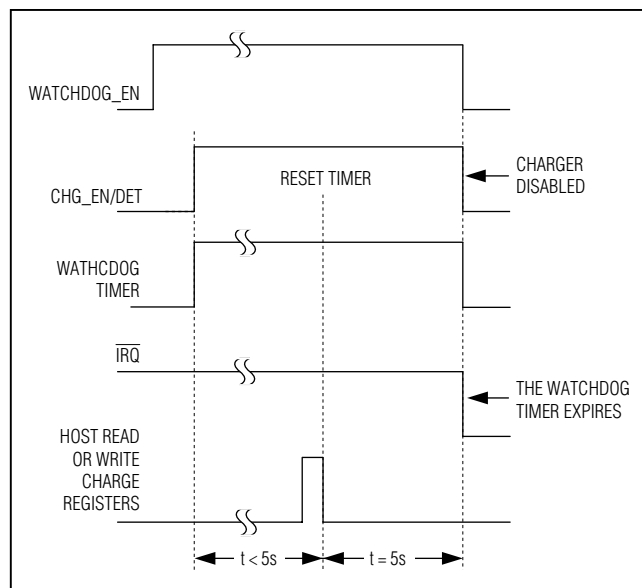 WATCHDOG_EN
CHG_EN/DET
RESET TIMER
CHARGER
DISABLED
WATHCDOG
TIMER
IRQ
THE WATCHDOG
TIMER EXPIRES
HOST READ
OR WRITE
CHARGE
REGISTERS
t < 5s
t = 5s